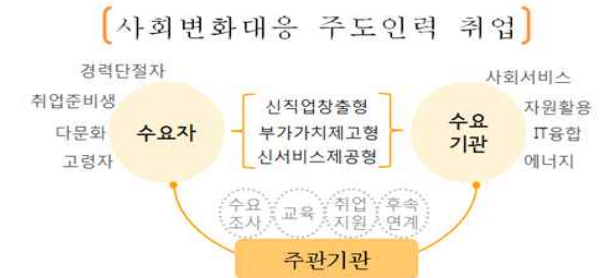 [사회변화대응 주도인력 취업]
경력단절자
취업준비생
다문화
고령자
수요자
신직업창출형
부가가치제고형
신서비스제공형
수요
기관
사회서비스
자원활용
IT융합
에너지
수요
조사
교육
취업
지원
후속
연계
주관기관